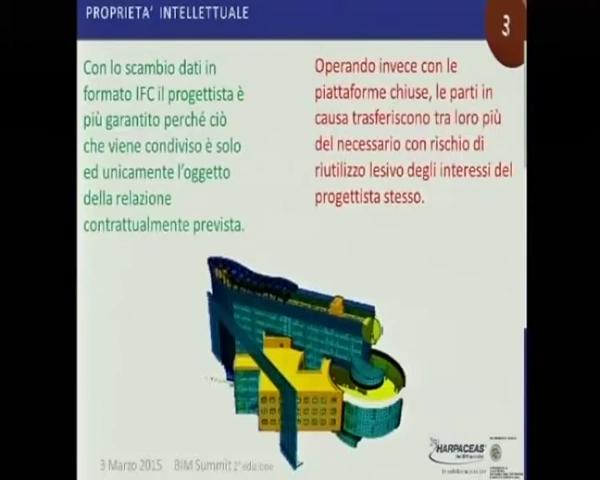 PROPRIETA' INTELLETTUALE
3
Con lo scambio dati in
formato IFC il progettista è
più garantito perché ciò
che viene condiviso è solo
ed unicamente l'oggetto
della relazione
contrattualmente prevista.
Operando invece con le
piattaforme chiuse, le parti in
causa trasferiscono tra loro più
del necessario con rischio di
riutilizzo lesivo degli interessi del
progettista stesso.
3 Marzo 2015 BIM Summit 2° edizione
HARPACEAS